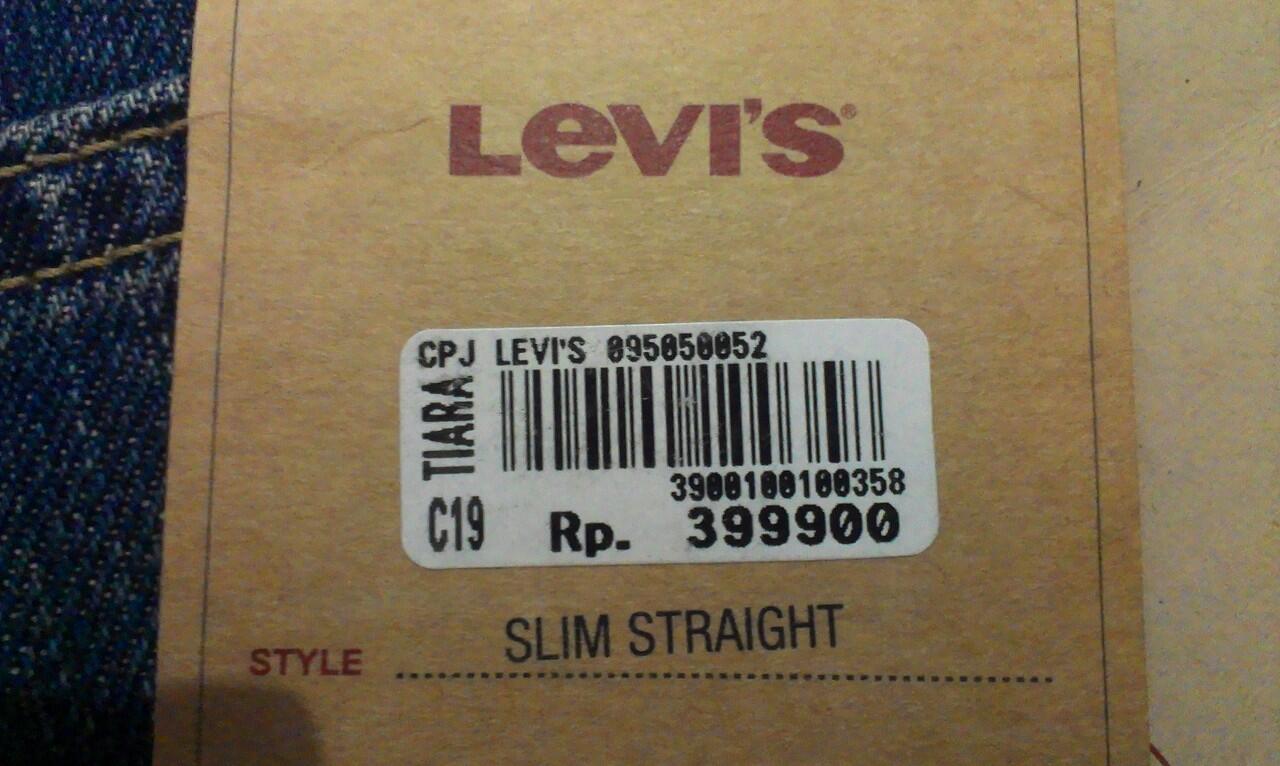 LEVI'S®
CPJ LEVI'S 095050052
TIARA
3900100100358
C19 Rp. 399900
STYLE SLIM STRAIGHT